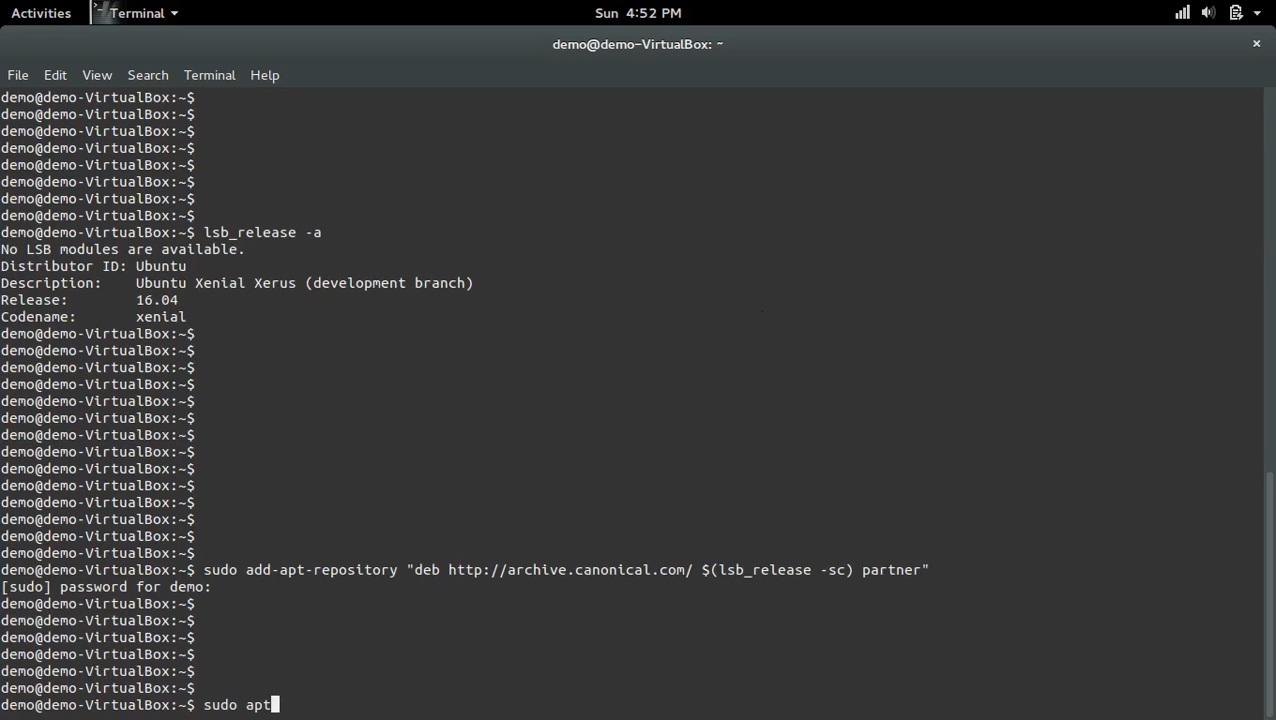 Activities
Terminal
Sun 4:52 PM
demo@demo-VirtualBox: ~
File Edit View Search Terminal Help
demo@demo-VirtualBox:~$
demo@demo-VirtualBox:~$
demo@demo-VirtualBox:~$
demo@demo-VirtualBox:~$
demo@demo-VirtualBox:~$
demo@demo-VirtualBox:~$
demo@demo-VirtualBox:~$
demo@demo-VirtualBox:~$
demo@demo-VirtualBox:~$ lsb_release -a
No LSB modules are available.
Distributor ID: Ubuntu
Description: Ubuntu Xenial Xerus (development branch)
Release: 16.04
Codename: xenial
demo@demo-VirtualBox:~$
demo@demo-VirtualBox:~$
demo@demo-VirtualBox:~$
demo@demo-VirtualBox:~$
demo@demo-VirtualBox:~$
demo@demo-VirtualBox:~$
demo@demo-VirtualBox:~$
demo@demo-VirtualBox:~$
demo@demo-VirtualBox:~$
demo@demo-VirtualBox:~$
demo@demo-VirtualBox:~$
demo@demo-VirtualBox:~$
demo@demo-VirtualBox:~$
demo@demo-VirtualBox:~$
demo@demo-VirtualBox:~$ sudo add-apt-repository "deb http://archive.canonical.com/ $(lsb_release -sc) partner"
[sudo] password for demo:
demo@demo-VirtualBox:~$
demo@demo-VirtualBox:~$
demo@demo-VirtualBox:~$
demo@demo-VirtualBox:~$
demo@demo-VirtualBox:~$
demo@demo-VirtualBox:~$
demo@demo-VirtualBox:~$ sudo apt